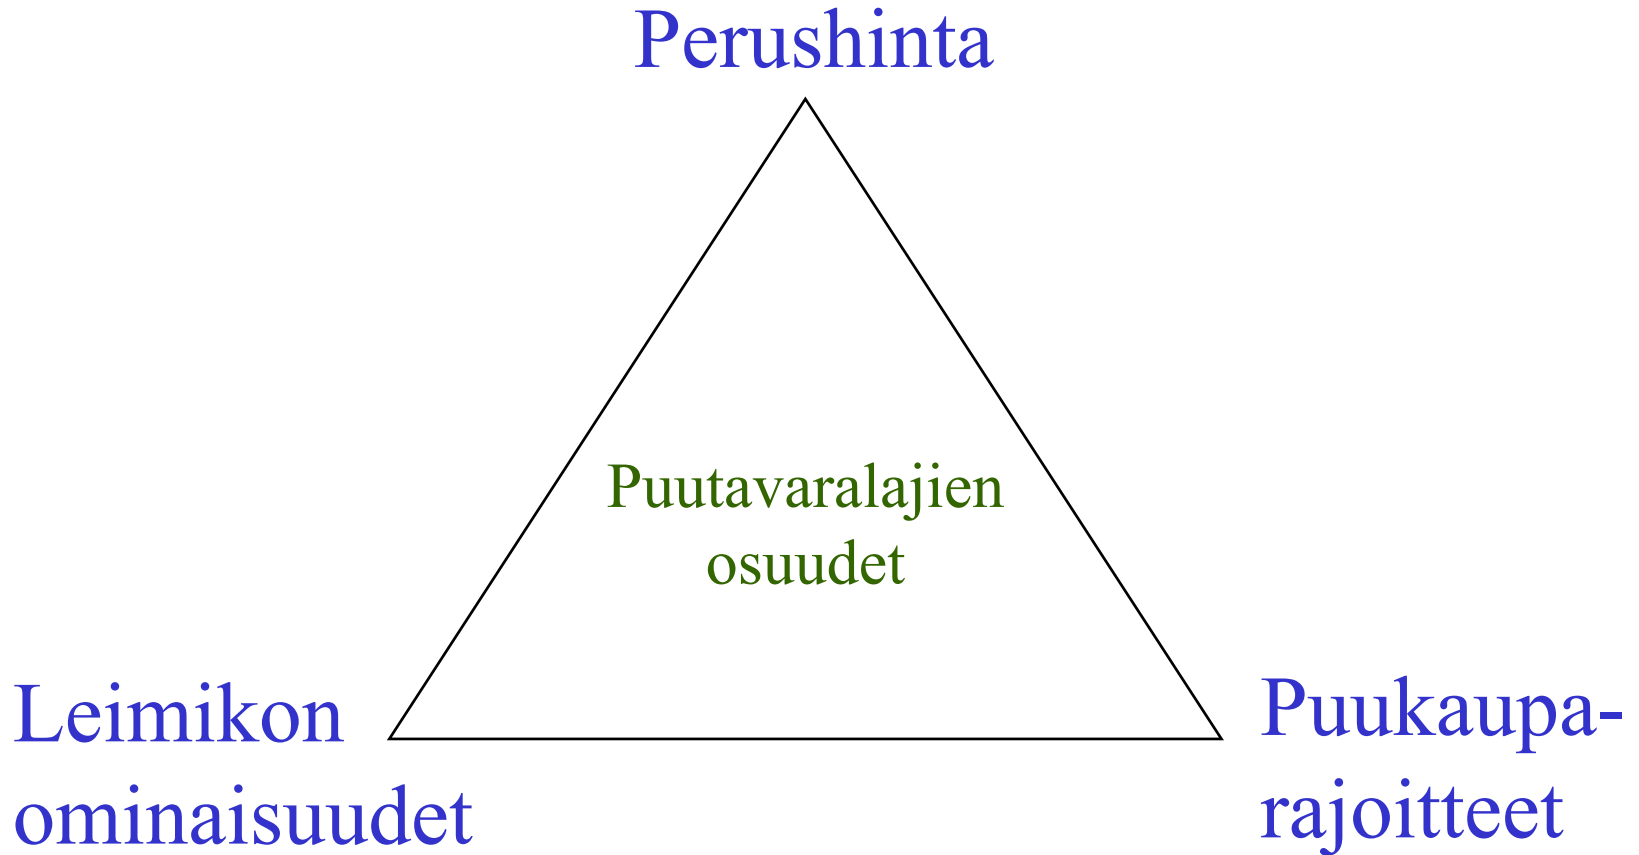 Perushinta
Puutavaralajien
osuudet
Leimikon
ominaisuudet
Puukaupa-
rajoitteet